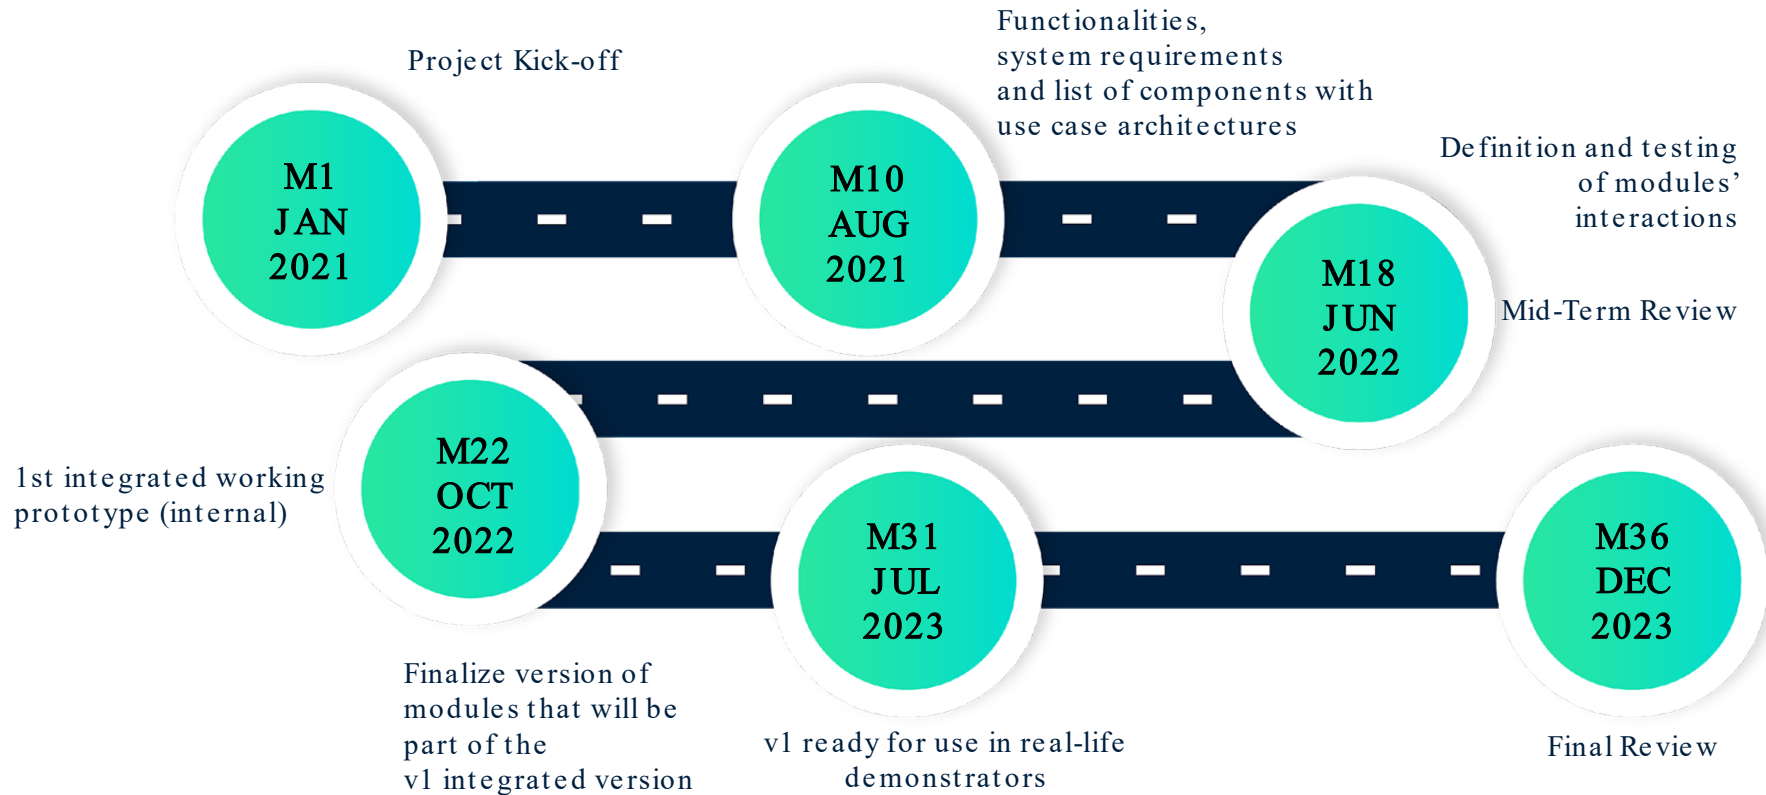 Project Kick-off
M1
JAN
2021
Functionalities,
system requirements
and list of components with
use case architectures
M10
AUG
2021
Definition and testing
of modules’
interactions
M18
JUN
2022
Mid-Term Review
1st integrated working
prototype (internal)
M22
OCT
2022
Finalize version of
modules that will be
part of the
v1 integrated version
M31
JUL
2023
v1 ready for use in real-life
demonstrators
M36
DEC
2023
Final Review